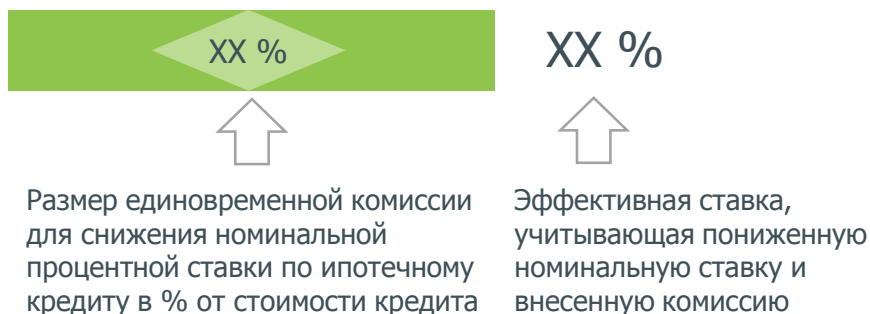 XX %
XX %
Размер единовременной комиссии
для снижения номинальной
процентной ставки по ипотечному
кредиту в % от стоимости кредита
Эффективная ставка,
учитывающая пониженную
номинальную ставку и
внесенную комиссию